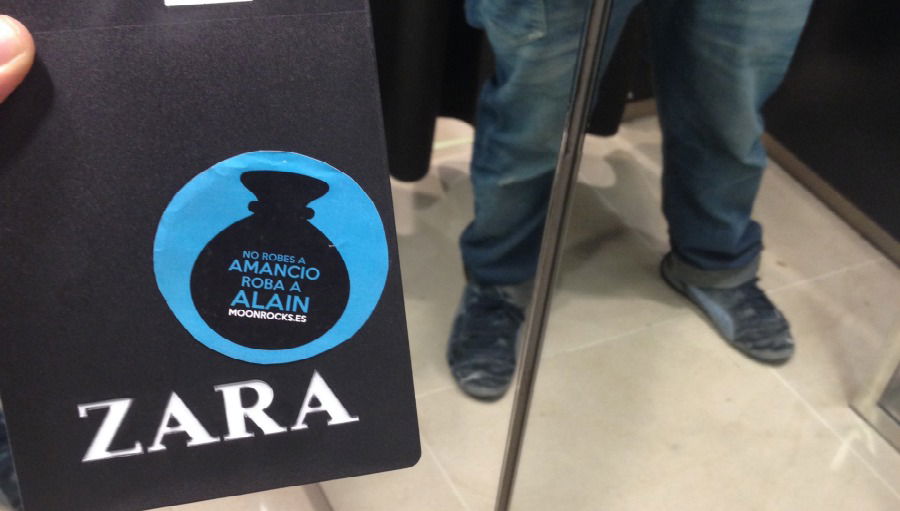 NO ROBES A
AMANCIO
ROBA A
ALAIN
MOONROCKS.ES
ZARA